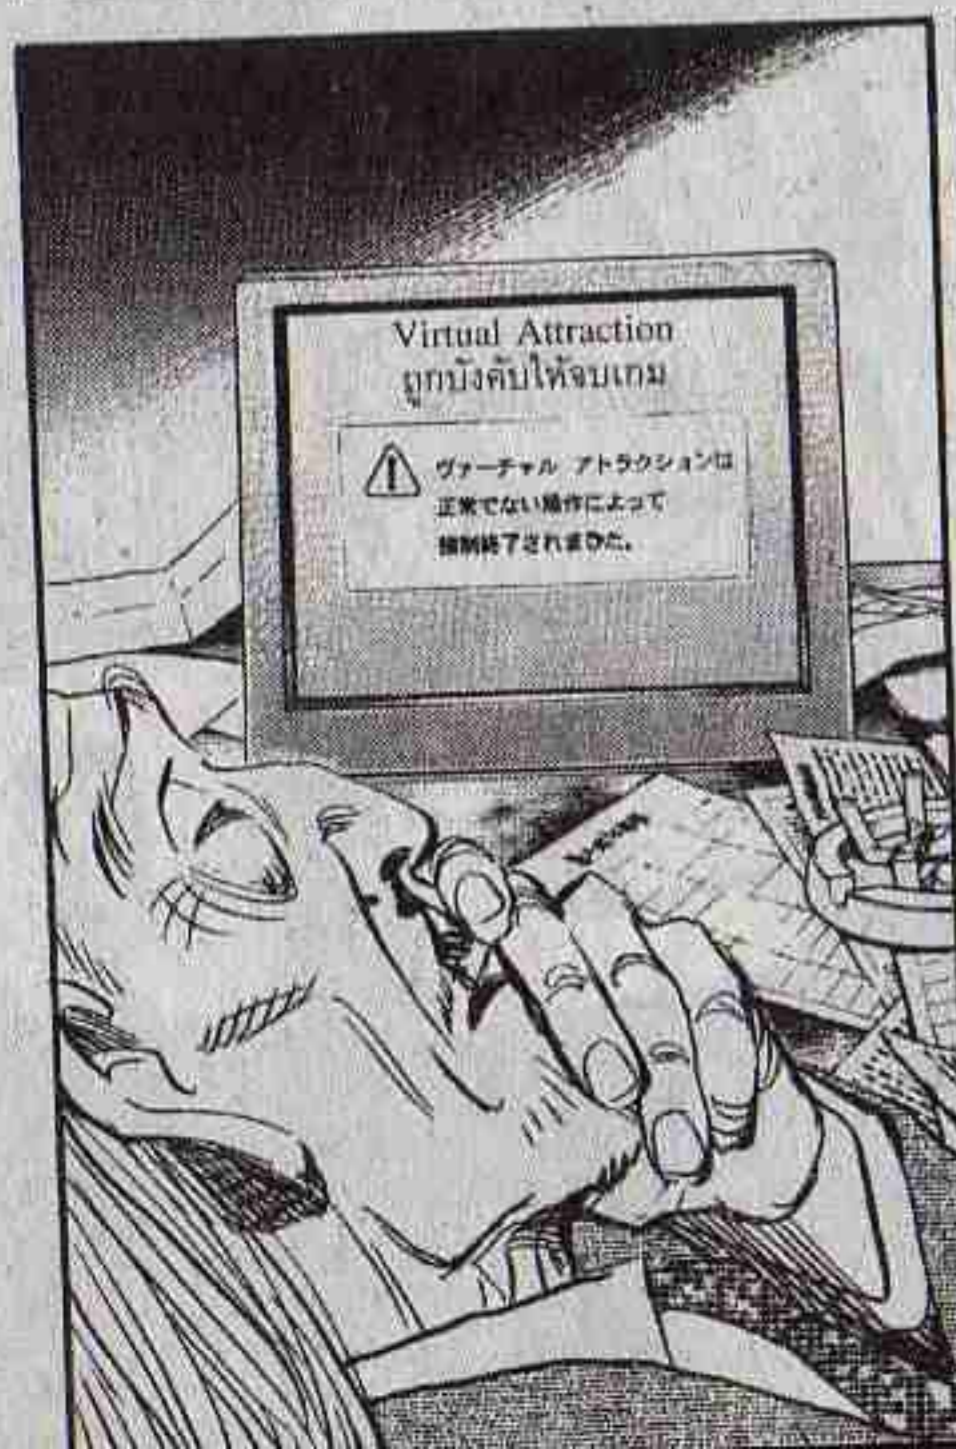 Virtual Attraction
ถูกบังคับให้จบเกม
ヴァーチャル アトラクションは
正常でない操作によって
強制終了されました。